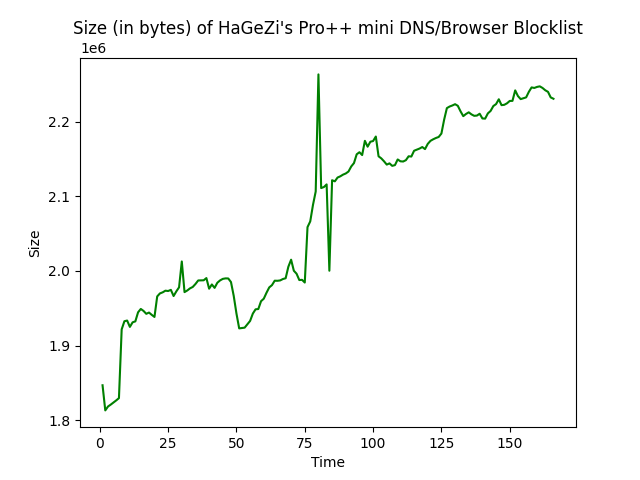 Size (in bytes) of HaGeZi's Pro++ mini DNS/Browser Blocklist
1e6
2.2
2.1
2.0
1.9
1.8
Size
0 25 50 75 100 125 150
Time